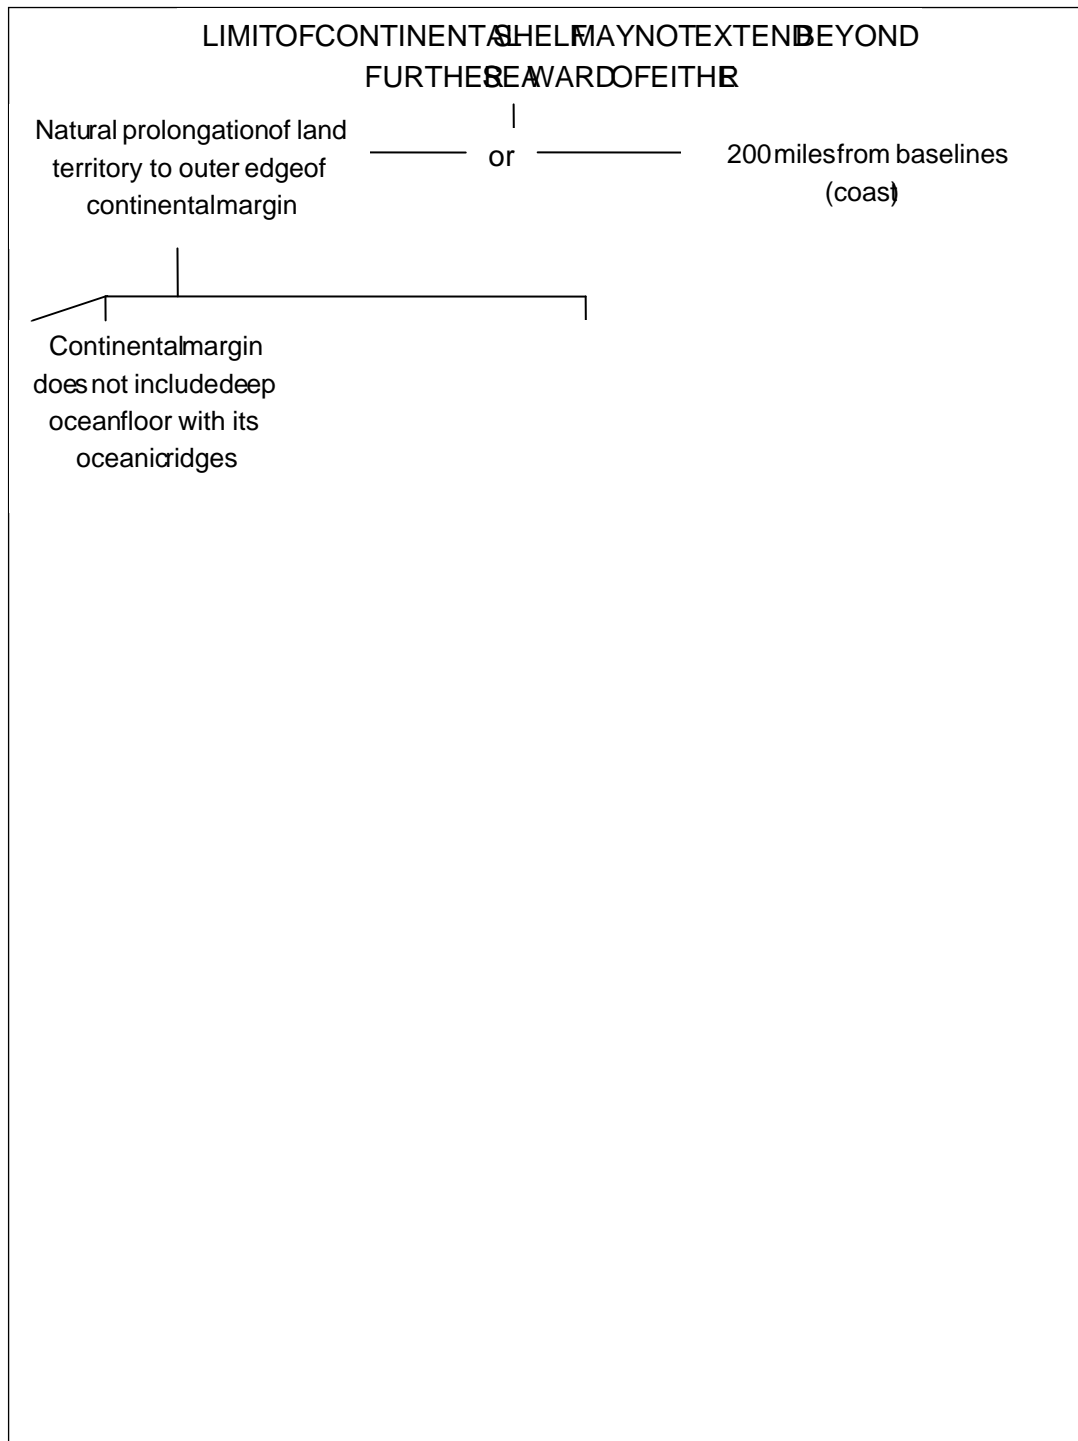 LIMIT OF CONTINENTAL SHELF MAY NOT EXTEND BEYOND
FURTHER SEAWARD OF EITHER
Natural prolongation of land
territory to outer edge of
continental margin
or
200 miles from baselines
(coast)
Continental margin
does not include deep
ocean floor with its
oceanic ridges